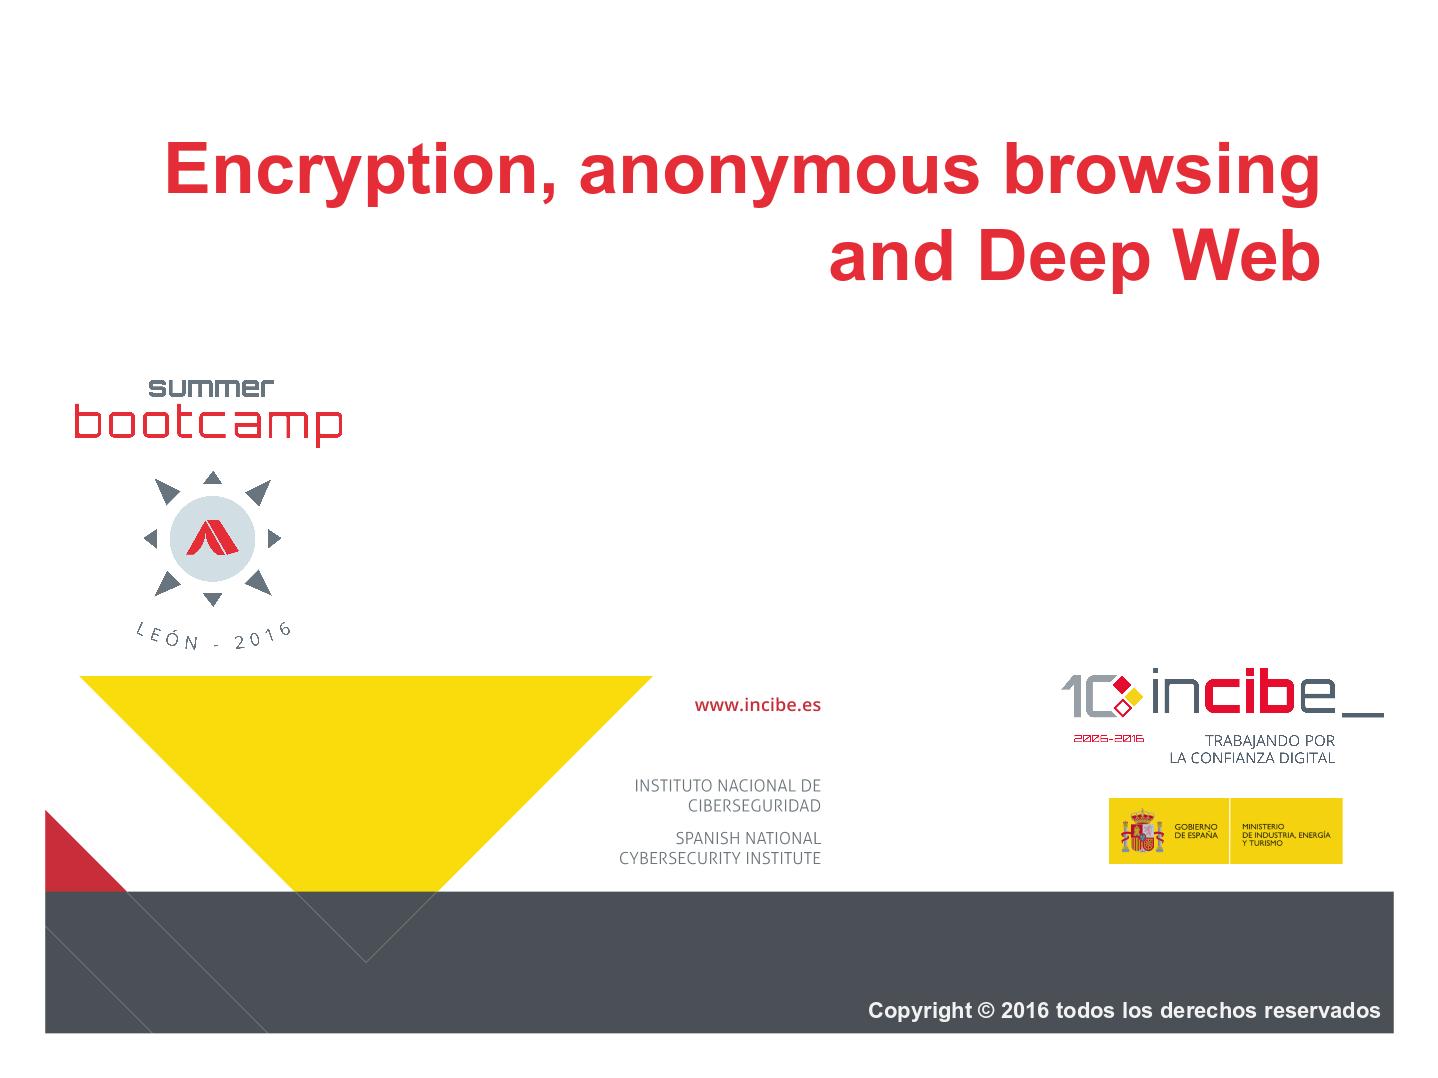 Encryption, anonymous browsing
and Deep Web
summer
bootcamp
LEÓN - 2016
www.incibe.es
INSTITUTO NACIONAL DE
CIBERSEGURIDAD
SPANISH NATIONAL
CYBERSECURITY INSTITUTE
10 incibe_
2006-2016
TRABAJANDO POR
LA CONFIANZA DIGITAL
GOBIERNO
DE ESPAÑA
MINISTERIO
DE INDUSTRIA, ENERGÍA
Y TURISMO
Copyright © 2016 todos los derechos reservados